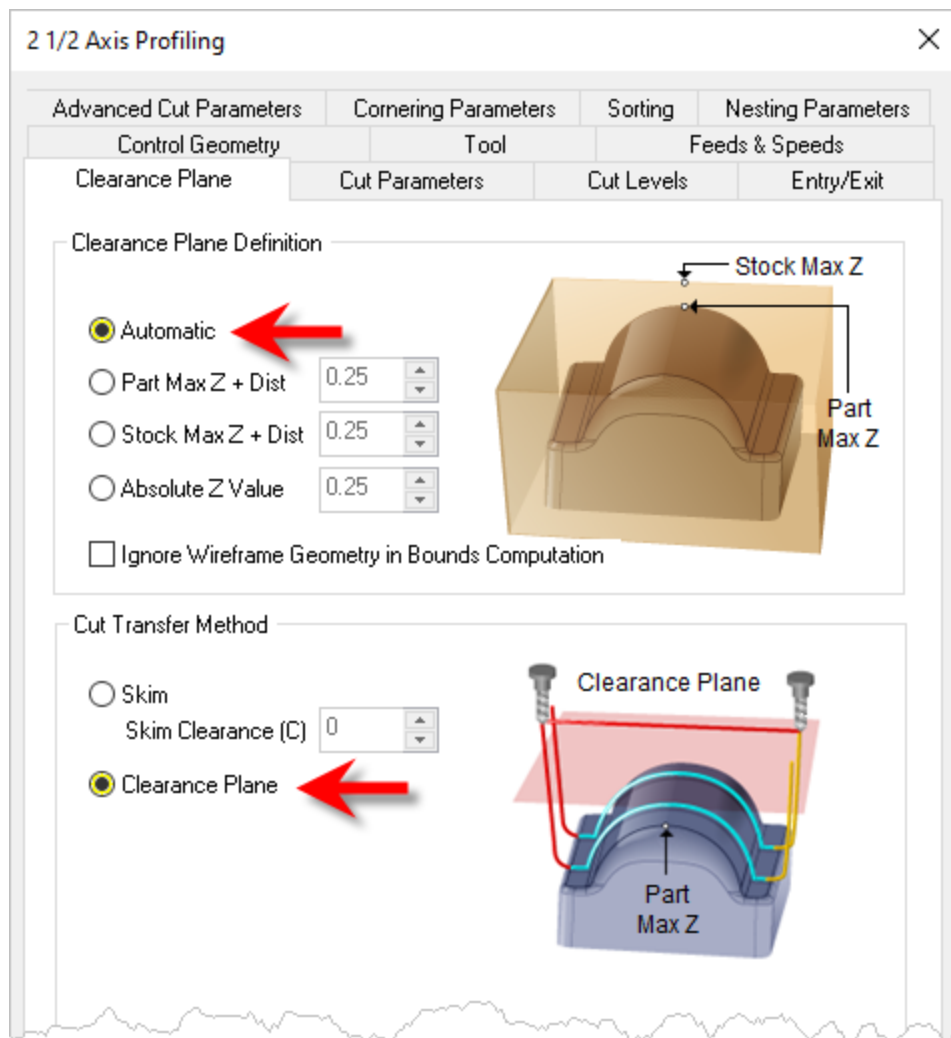 2 1/2 Axis Profiling
Advanced Cut Parameters Cornering Parameters Sorting Nesting Parameters
Control Geometry Tool Feeds & Speeds
Clearance Plane Cut Parameters Cut Levels Entry/Exit
Clearance Plane Definition
Stock Max Z
Automatic
Part Max Z + Dist 0.25
Stock Max Z + Dist 0.25
Absolute Z Value 0.25
Part
Max Z
Ignore Wireframe Geometry in Bounds Computation
Cut Transfer Method
Skim
Skim Clearance (C) 0
Clearance Plane
Clearance Plane
Part
Max Z